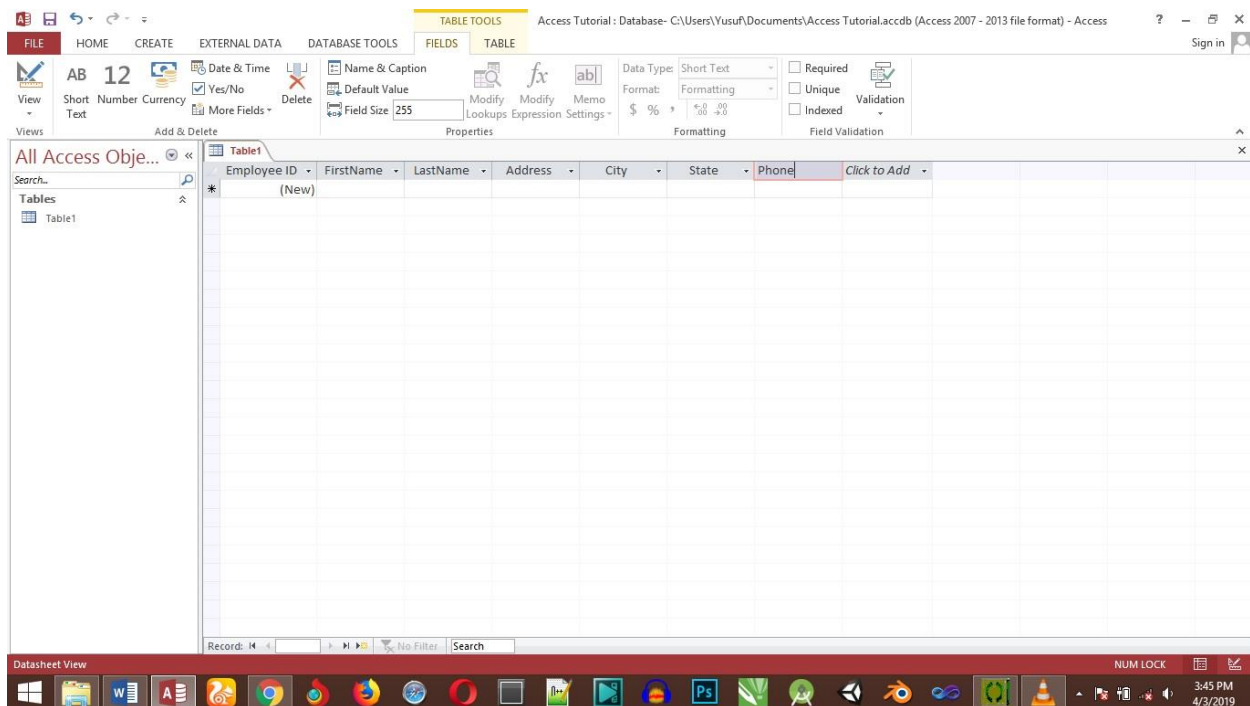 TABLE TOOLS
Access Tutorial : Database- C:\Users\Yusuf\Documents\Access Tutorial.accdb (Access 2007 - 2013 file format) - Access
?
FILE HOME CREATE EXTERNAL DATA DATABASE TOOLS FIELDS TABLE Sign in
View
AB Short Text
12 Number
Currency
Date & Time
Yes/No
More Fields
Delete
Name & Caption
Default Value
Field Size 255
Modify Lookups
fx Modify Expression
ab Memo Settings
Data Type: Short Text
Format: Formatting
$ % ,
Required
Unique
Indexed
Validation
Views Add & Delete Properties Formatting Field Validation
All Access Obje... «
Search...
Tables
Table1
Table1
Employee ID FirstName LastName Address City State Phone Click to Add
* (New)
Record: No Filter Search
Datasheet View NUM LOCK
Ps
3:45 PM
4/3/2019